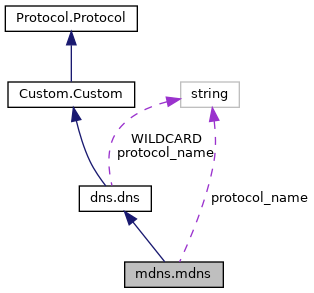 Protocol.Protocol
Custom.Custom
string
WILDCARD
protocol_name
dns.dns
protocol_name
mdns.mdns